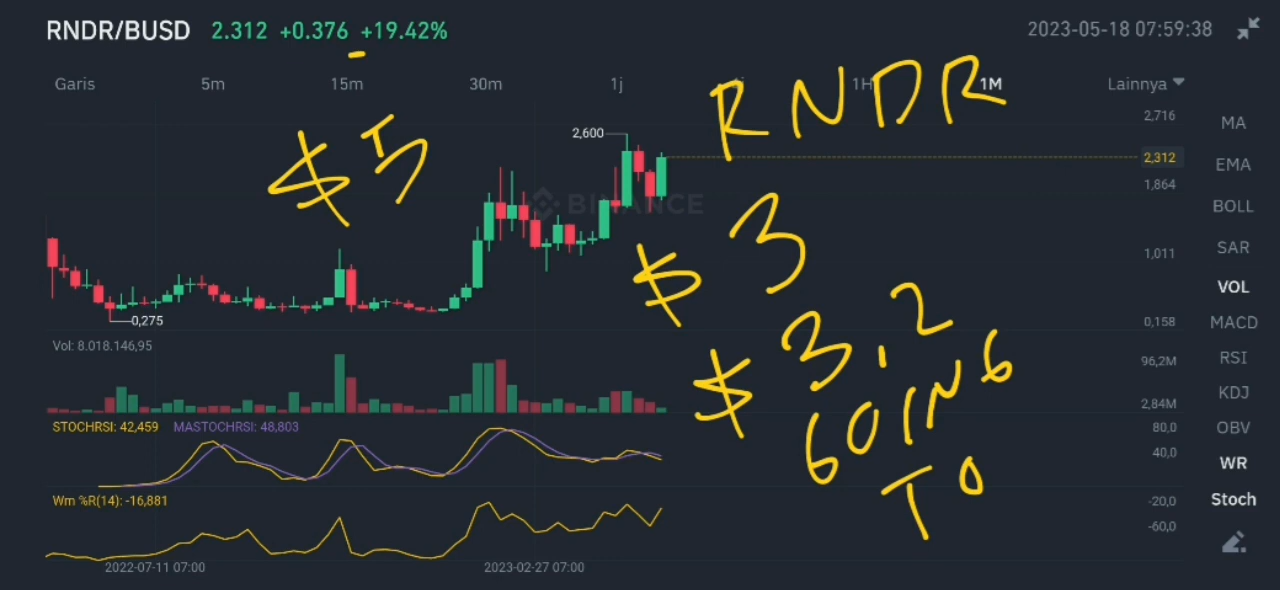 RNDR/BUSD 2.312 +0.376 +19.42% 2023-05-18 07:59:38
Garis 5m 15m 30m 1j 1H 1M Lainnya
RNDR
$5
2,600
2,716
2,312
1,864
1,011
0,158
BINANCE
$3
0,275
$3,2
GOING
TO
Vol: 8.018.146,95
96,2M
2,84M
STOCHRSI: 42,459 MASTOCHRSI: 48,803
80,0
40,0
Wm %R(14): -16,881
-20,0
-60,0
2022-07-11 07:00 2023-02-27 07:00
MA
EMA
BOLL
SAR
VOL
MACD
RSI
KDJ
OBV
WR
Stoch